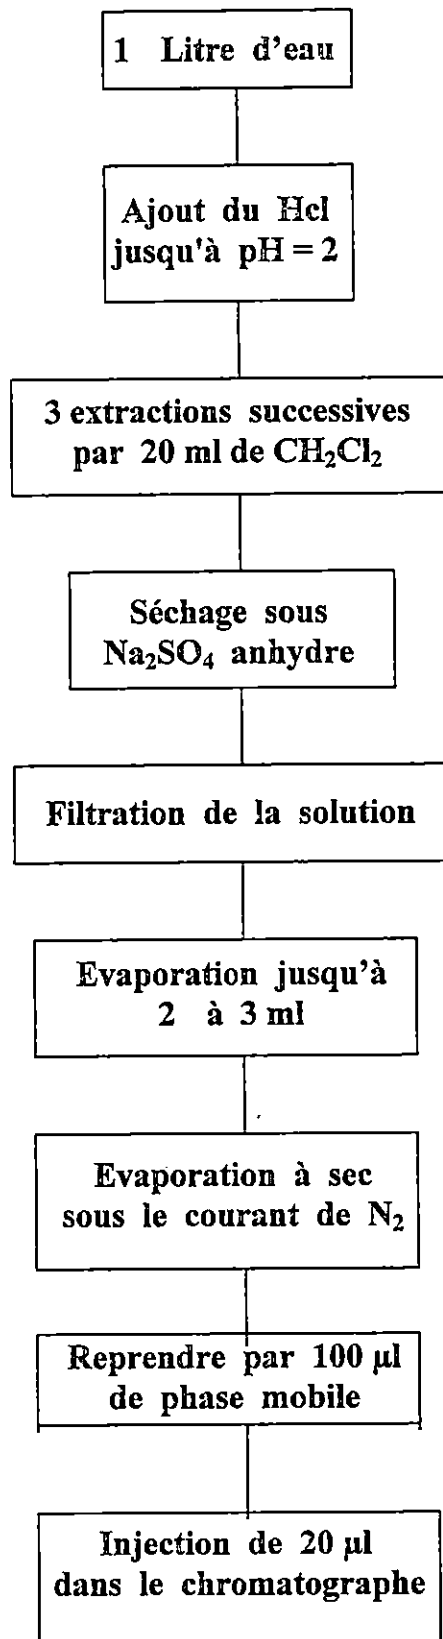 1 Litre d’eau
Ajout du Hcl
jusqu'à pH = 2
3 extractions successives
par 20 ml de CH₂Cl₂
Séchage sous
Na₂SO₄ anhydre
Filtration de la solution
Evaporation jusqu’à
2 à 3 ml
Evaporation à sec
sous le courant de N₂
Reprendre par 100 µl
de phase mobile
Injection de 20 µl
dans le chromatographe